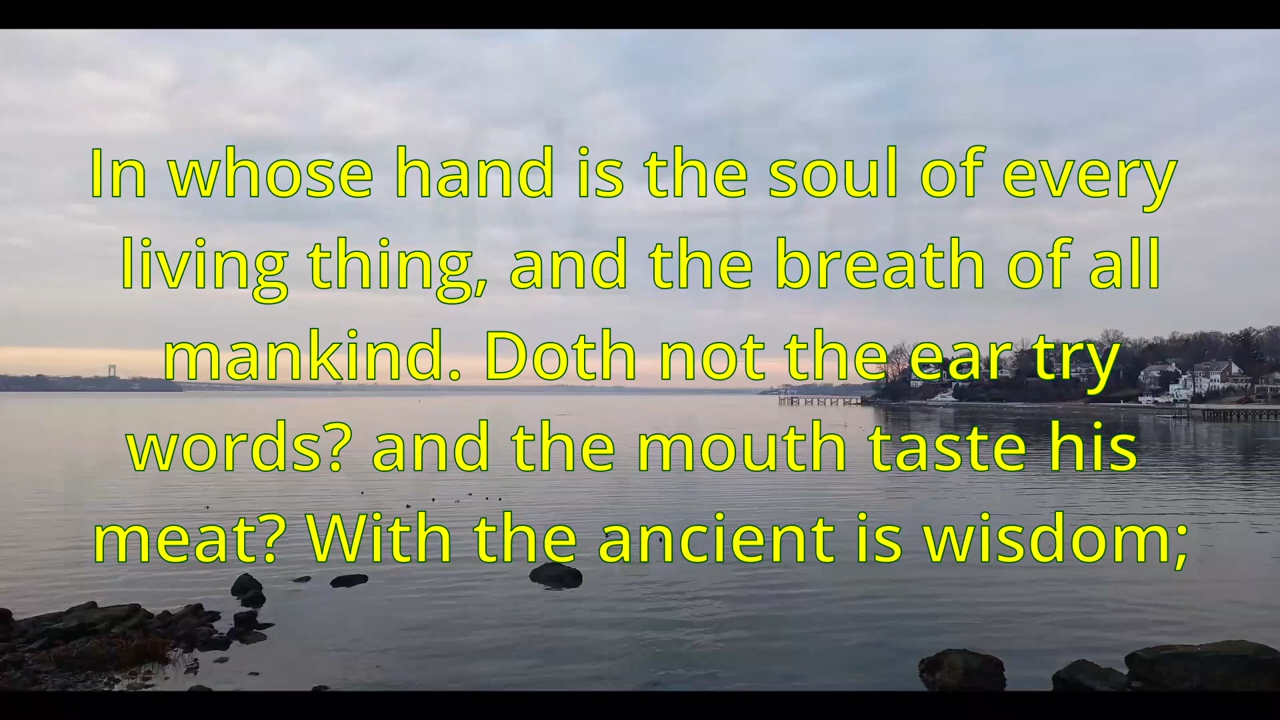 In whose hand is the soul of every
living thing, and the breath of all
mankind. Doth not the ear try
words? and the mouth taste his
meat? With the ancient is wisdom;